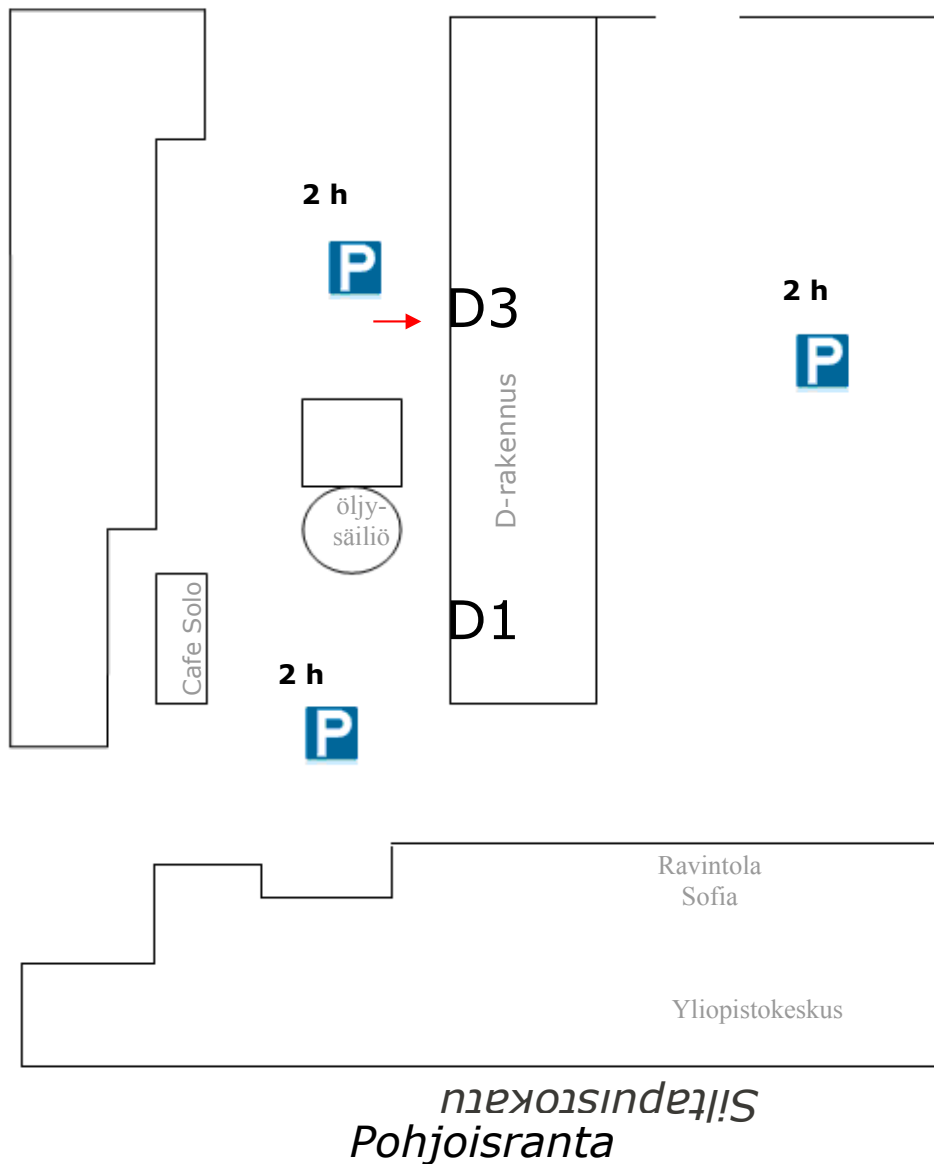 2 h
P
D3
2 h
P
D-rakennus
öljy-
säiliö
Cafe Solo
D1
2 h
P
Ravintola
Sofia
Yliopistokeskus
Siltapuistokatu
Pohjoisranta